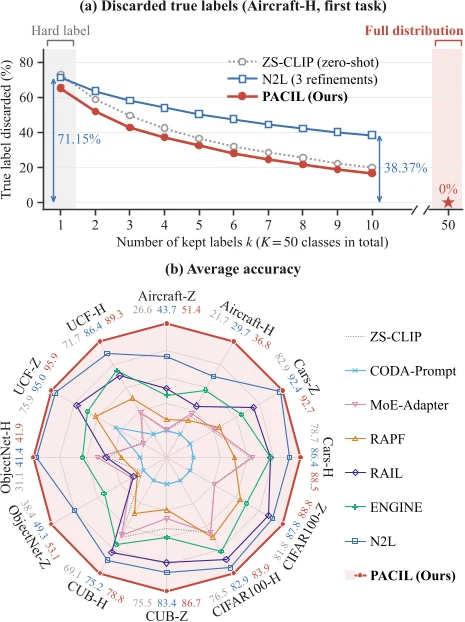 (a) Discarded true labels (Aircraft-H, first task)
Hard label
Full distribution
True label discarded (%)
80
60
40
20
0
ZS-CLIP (zero-shot)
N2L (3 refinements)
PACIL (Ours)
71.15%
38.37%
0%
1 2 3 4 5 6 7 8 9 10 50
Number of kept labels k (K = 50 classes in total)
(b) Average accuracy
Aircraft-Z
26.6 43.7 51.4
Aircraft-H
21.7 29.7 36.8
Cars-Z
82.9 92.4 92.7
Cars-H
78.7 86.4 88.5
CIFAR100-Z
87.8 88.8
CIFAR100-H
76.5 82.9 83.9
CUB-Z
75.5 83.4 86.7
CUB-H
69.1 75.2 78.8
ObjectNet-Z
38.4 49.3 53.1
ObjectNet-H
31.1 41.4 41.9
UCF-Z
75.9 95.0 95.9
UCF-H
71.7 86.4 89.3
ZS-CLIP
CODA-Prompt
MoE-Adapter
RAPF
RAIL
ENGINE
N2L
PACIL (Ours)